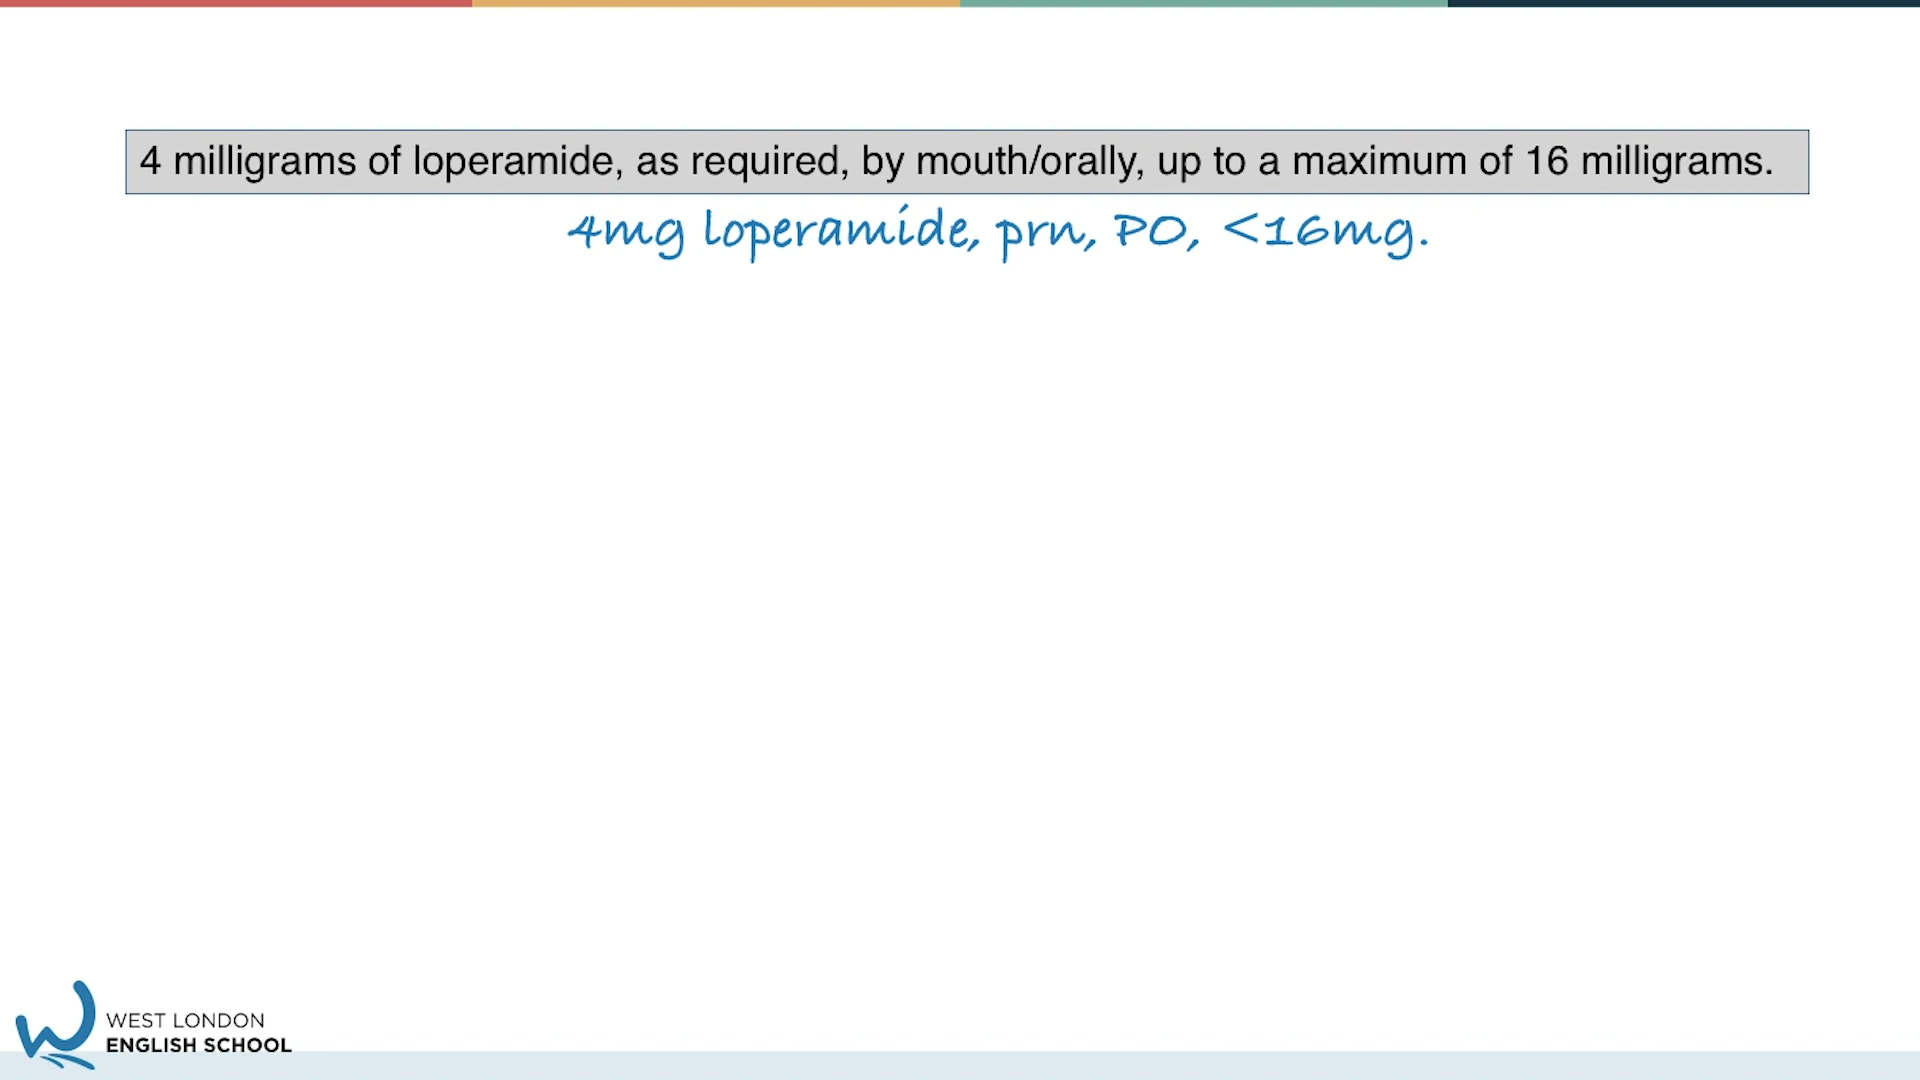 4 milligrams of loperamide, as required, by mouth/orally, up to a maximum of 16 milligrams.
4mg loperamide, prn, PO, <16mg.
WEST LONDON
ENGLISH SCHOOL